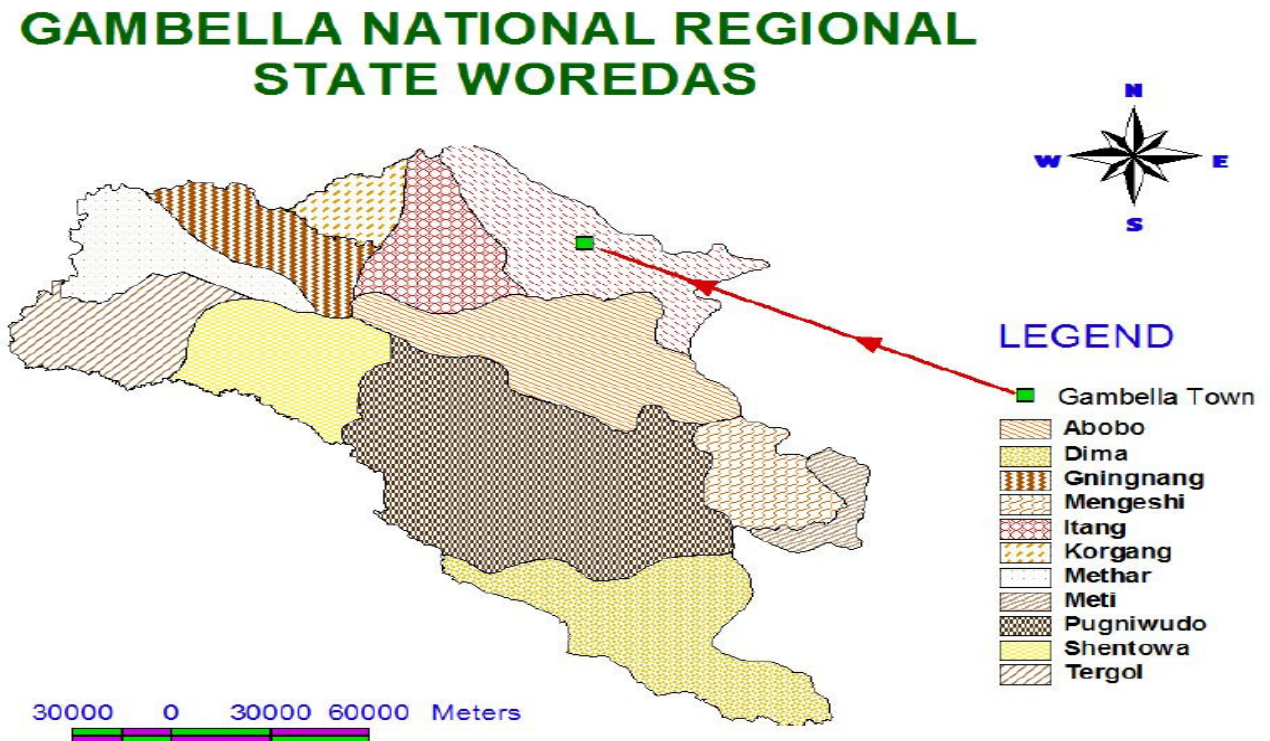 GAMBELLA NATIONAL REGIONAL
STATE WOREDAS
N
W E
S
LEGEND
Gambella Town
Abobo
Dima
Gningnang
Mengeshi
Itang
Korgang
Methar
Meti
Pugniwudo
Shentowa
Tergol
30000 0 30000 60000 Meters